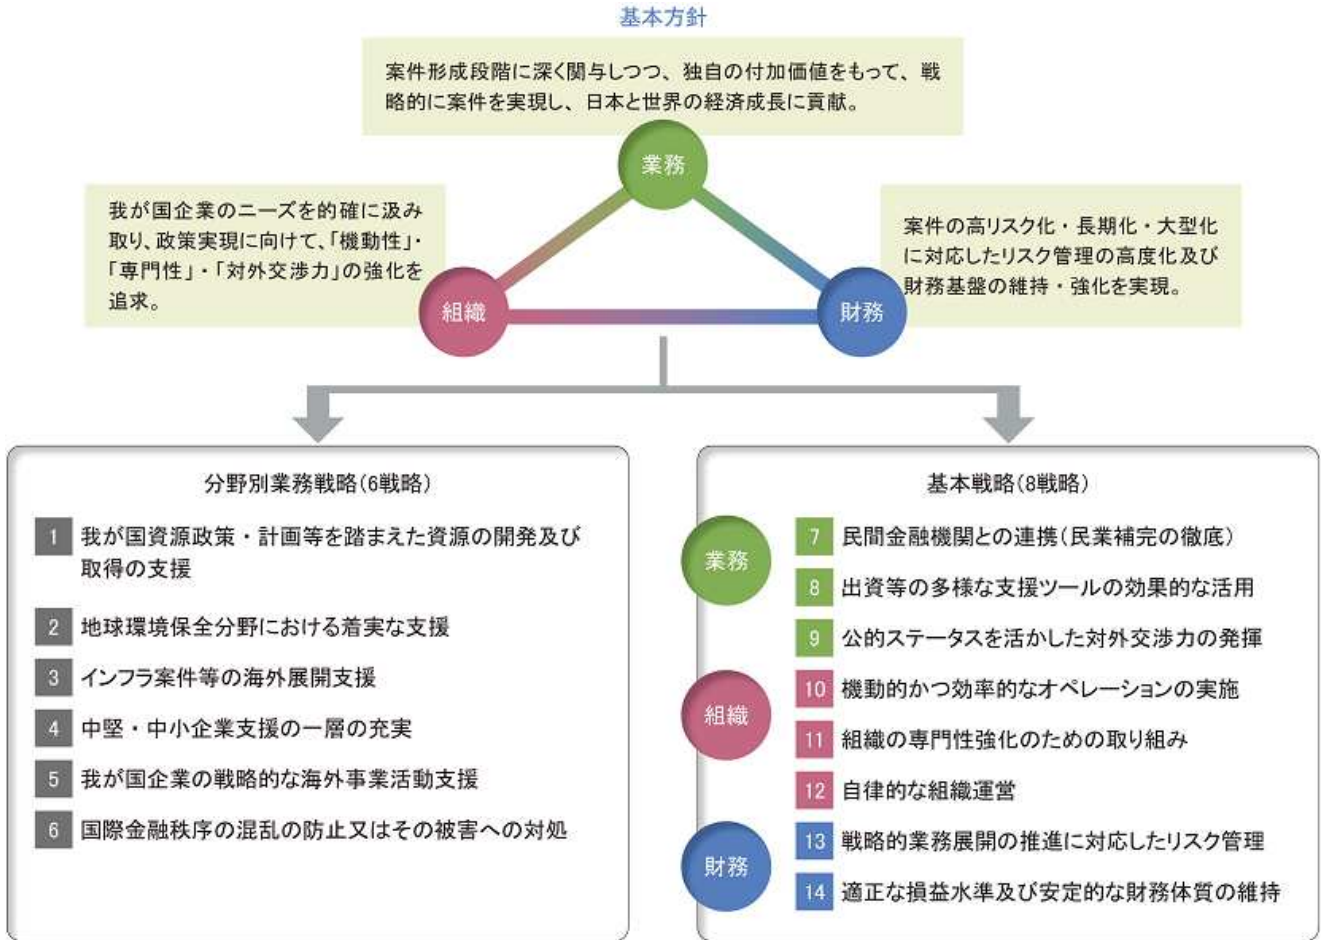 基本方針
案件形成段階に深く関与しつつ、独自の付加価値をもって、戦
略的に案件を実現し、日本と世界の経済成長に貢献。
業務
我が国企業のニーズを的確に汲み
取り、政策実現に向けて、「機動性」・
「専門性」・「対外交渉力」の強化を
追求。
組織
案件の高リスク化・長期化・大型化
に対応したリスク管理の高度化及び
財務基盤の維持・強化を実現。
財務
分野別業務戦略(6戦略)
1 我が国資源政策・計画等を踏まえた資源の開発及び
取得の支援
2 地球環境保全分野における着実な支援
3 インフラ案件等の海外展開支援
4 中堅・中小企業支援の一層の充実
5 我が国企業の戦略的な海外事業活動支援
6 国際金融秩序の混乱の防止又はその被害への対処
基本戦略(8戦略)
業務
7 民間金融機関との連携(民業補完の徹底)
8 出資等の多様な支援ツールの効果的な活用
9 公的ステータスを活かした対外交渉力の発揮
組織
10 機動的かつ効率的なオペレーションの実施
11 組織の専門性強化のための取り組み
12 自律的な組織運営
財務
13 戦略的業務展開の推進に対応したリスク管理
14 適正な損益水準及び安定的な財務体質の維持